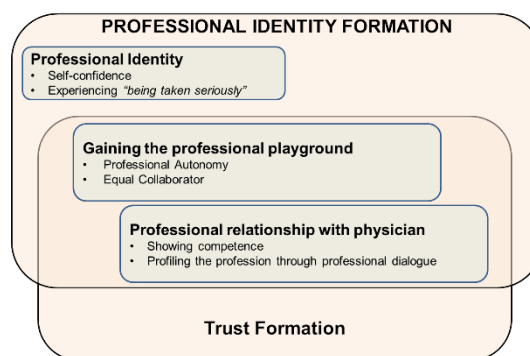 PROFESSIONAL IDENTITY FORMATION
Professional Identity
• Self-confidence
• Experiencing “being taken seriously”
Gaining the professional playground
• Professional Autonomy
• Equal Collaborator
Professional relationship with physician
• Showing competence
• Profiling the profession through professional dialogue
Trust Formation